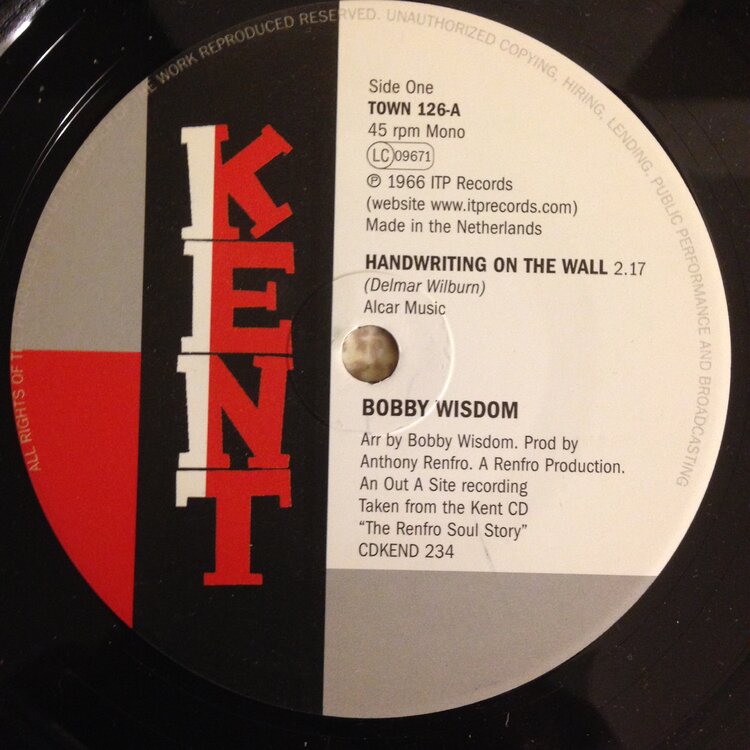 KENT
Side One
TOWN 126-A
45 rpm Mono
LC 09671
℗ 1966 ITP Records
(website www.itprecords.com)
Made in the Netherlands
HANDWRITING ON THE WALL 2.17
(Delmar Wilburn)
Alcar Music
BOBBY WISDOM
Arr by Bobby Wisdom. Prod by
Anthony Renfro. A Renfro Production.
An Out A Site recording
Taken from the Kent CD
“The Renfro Soul Story”
CDKEND 234
ALL RIGHTS OF WORK REPRODUCED RESERVED. UNAUTHORIZED COPYING, HIRING, LENDING, PUBLIC PERFORMANCE AND BROADCASTING